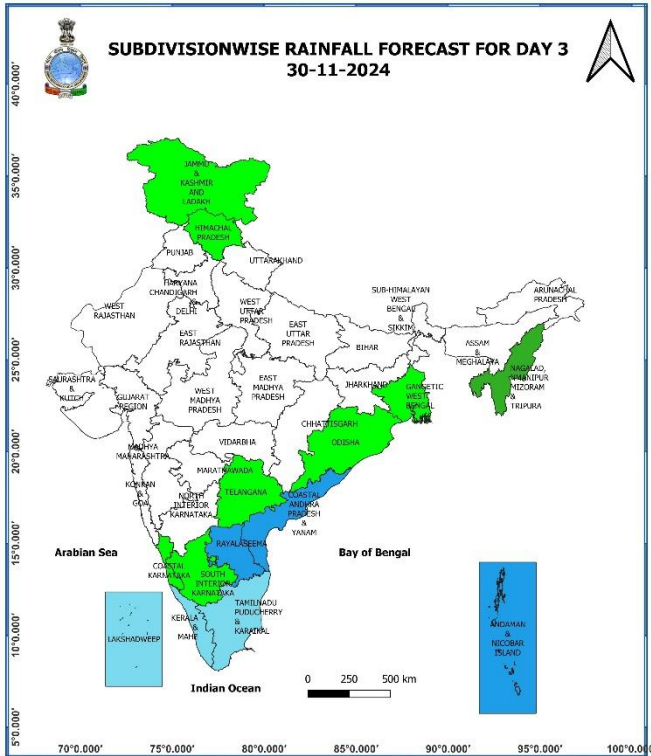 SUBDIVISIONWISE RAINFALL FORECAST FOR DAY 3
30-11-2024
40°0.000'
35°0.000'
30°0.000'
25°0.000'
20°0.000'
15°0.000'
10°0.000'
5°0.000'
JAMMU
&
KASHMIR
AND
LADAKH
HIMACHAL
PRADESH
PUNJAB
UTTARAKHAND
HARYANA
CHANDIGARH
&
DELHI
WEST
RAJASTHAN
WEST
UTTAR
PRADESH
SUB-HIMALAYAN
WEST
BENGAL
&
SIKKIM
ARUNACHAL
PRADESH
EAST
RAJASTHAN
EAST
UTTAR
PRADESH
BIHAR
ASSAM
&
MEGHALAYA
NAGALAD,
MANIPUR
MIZORAM
&
TRIPURA
SAURASHTRA
&
KUTCH
GUJARAT
REGION
WEST
MADHYA
PRADESH
EAST
MADHYA
PRADESH
JHARKHAND
GANGETIC
WEST
BENGAL
CHHATTISGARH
ODISHA
VIDARBHA
MADHYA
MAHARASHTRA
MARATHAWADA
KONKAN
&
GOA
NORTH
INTERIOR
KARNATAKA
TELANGANA
COASTAL
ANDHRA
PRADESH
&
YANAM
RAYALASEEMA
Arabian Sea
Bay of Bengal
COASTAL
KARNATAKA
SOUTH
INTERIOR
KARNATAKA
TAMILNADU
PUDUCHERRY
&
KARAIKAL
KERALA
&
MAHE
LAKSHADWEEP
ANDAMAN
&
NICOBAR
ISLAND
Indian Ocean
0 250 500 km
70°0.000' 75°0.000' 80°0.000' 85°0.000' 90°0.000' 95°0.000' 100°0.000'